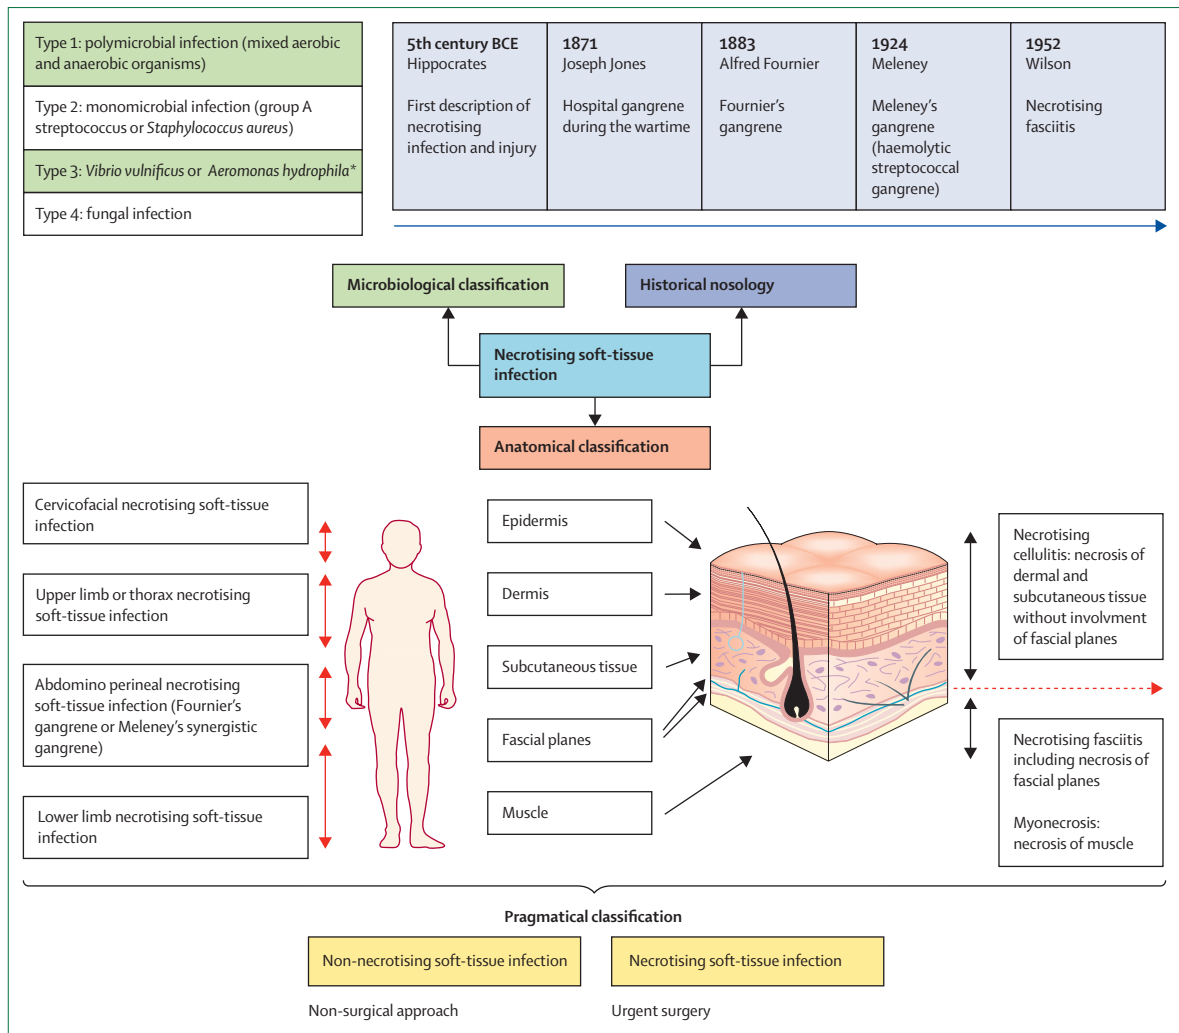 Type 1: polymicrobial infection (mixed aerobic
and anaerobic organisms)
Type 2: monomicrobial infection (group A
streptococcus or Staphylococcus aureus)
Type 3: Vibrio vulnificus or Aeromonas hydrophila*
Type 4: fungal infection
5th century BCE
Hippocrates
First description of
necrotising
infection and injury
1871
Joseph Jones
Hospital gangrene
during the wartime
1883
Alfred Fournier
Fournier's
gangrene
1924
Meleney
Meleney's
gangrene
(haemolytic
streptococcal
gangrene)
1952
Wilson
Necrotising
fasciitis
Microbiological classification
Historical nosology
Necrotising soft-tissue
infection
Anatomical classification
Cervicofacial necrotising soft-tissue
infection
Upper limb or thorax necrotising
soft-tissue infection
Abdomino perineal necrotising
soft-tissue infection (Fournier's
gangrene or Meleney's synergistic
gangrene)
Lower limb necrotising soft-tissue
infection
Epidermis
Dermis
Subcutaneous tissue
Fascial planes
Muscle
Necrotising
cellulitis: necrosis of
dermal and
subcutaneous tissue
without involvment
of fascial planes
Necrotising fasciitis
including necrosis of
fascial planes
Myonecrosis:
necrosis of muscle
Pragmatical classification
Non-necrotising soft-tissue infection
Necrotising soft-tissue infection
Non-surgical approach
Urgent surgery